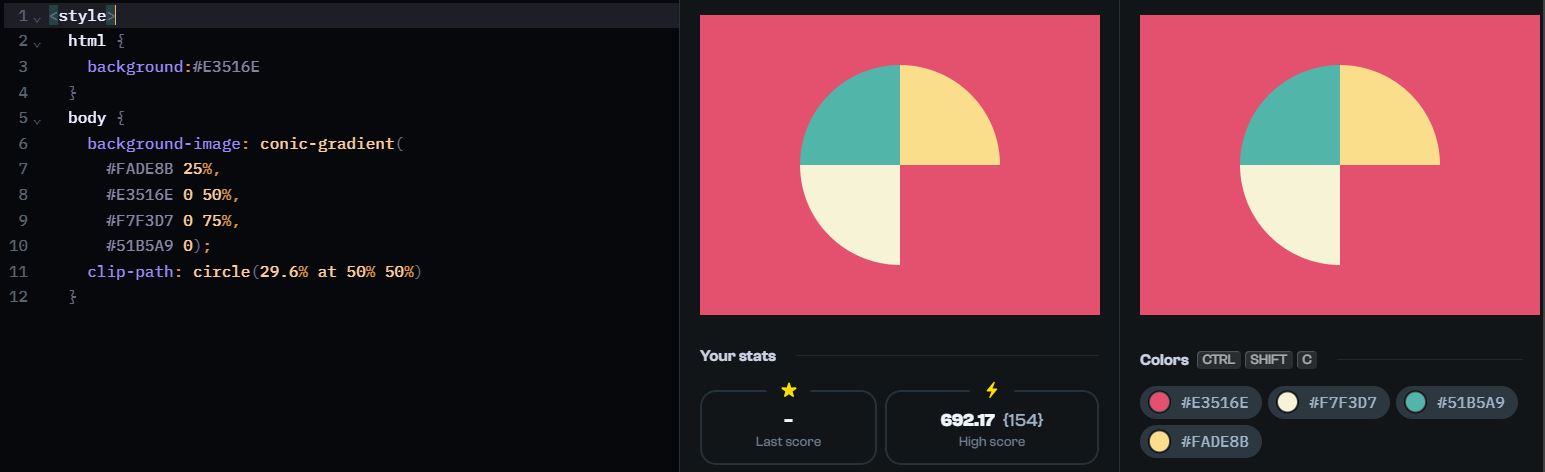 1 <style>
2 html {
3 background:#E3516E
4 }
5 body {
6 background-image: conic-gradient(
7 #FADE8B 25%,
8 #E3516E 0 50%,
9 #F7F3D7 0 75%,
10 #51B5A9 0);
11 clip-path: circle(29.6% at 50% 50%)
12 }
Your stats
-
Last score
692.17 {154}
High score
Colors CTRL SHIFT C
#E3516E #F7F3D7 #51B5A9
#FADE8B